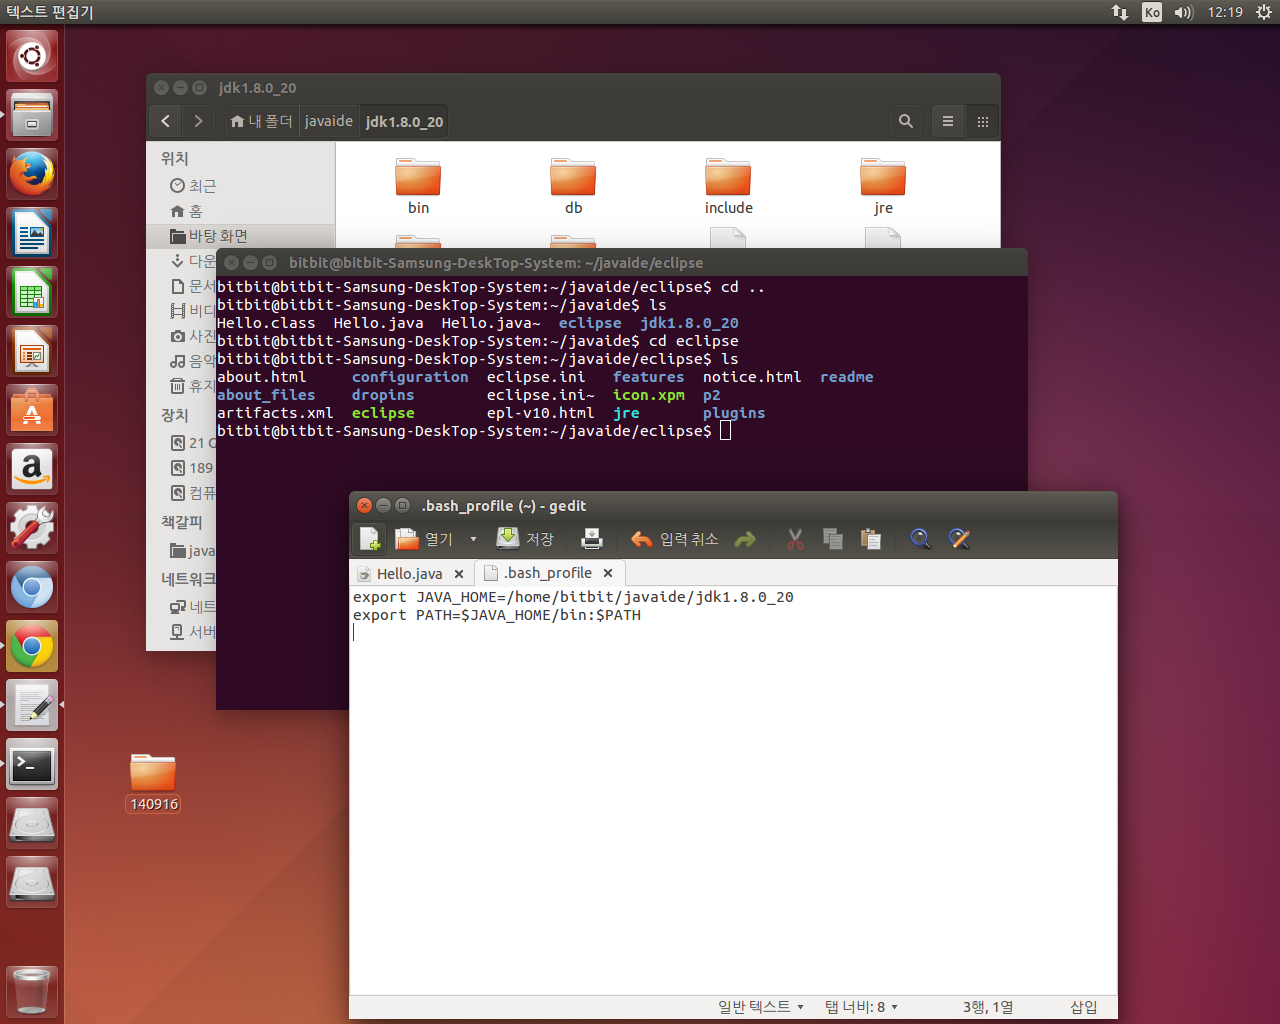 텍스트 편집기
Ko
12:19
jdk1.8.0_20
내 폴더 javaide jdk1.8.0_20
위치
최근
홈
바탕 화면
다운
문서
비디
사진
음악
휴지
장치
21 G
189
컴퓨
책갈피
java
네트워크
네트
서버
bin db include jre
bitbit@bitbit-Samsung-DeskTop-System: ~/javaide/eclipse
bitbit@bitbit-Samsung-DeskTop-System:~/javaide/eclipse$ cd ..
bitbit@bitbit-Samsung-DeskTop-System:~/javaide$ ls
Hello.class Hello.java Hello.java~ eclipse jdk1.8.0_20
bitbit@bitbit-Samsung-DeskTop-System:~/javaide$ cd eclipse
bitbit@bitbit-Samsung-DeskTop-System:~/javaide/eclipse$ ls
about.html configuration eclipse.ini features notice.html readme
about_files dropins eclipse.ini~ icon.xpm p2
artifacts.xml eclipse epl-v10.html jre plugins
bitbit@bitbit-Samsung-DeskTop-System:~/javaide/eclipse$
.bash_profile (~) - gedit
열기 저장 입력 취소
Hello.java .bash_profile
export JAVA_HOME=/home/bitbit/javaide/jdk1.8.0_20
export PATH=$JAVA_HOME/bin:$PATH
일반 텍스트 탭 너비: 8 3행, 1열 삽입
140916